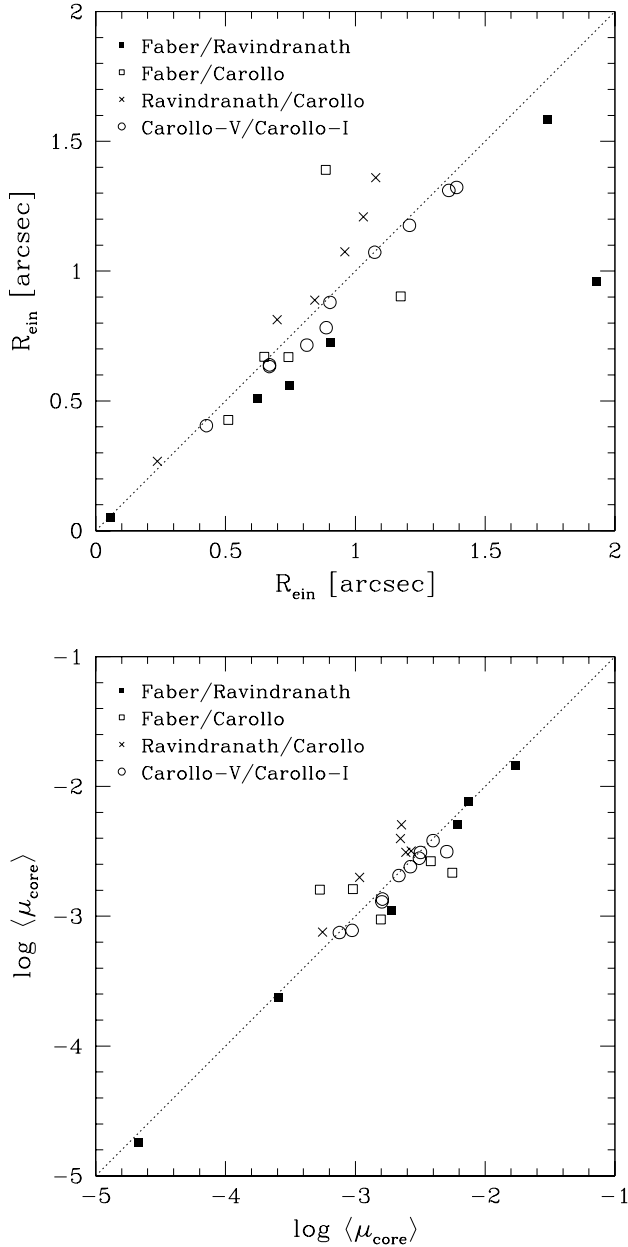 2
1.5
1
0.5
0
R_ein [arcsec]
Faber/Ravindranath
Faber/Carollo
Ravindranath/Carollo
Carollo-V/Carollo-I
0 0.5 1 1.5 2
R_ein [arcsec]
-1
-2
-3
-4
-5
log ⟨μ_core⟩
Faber/Ravindranath
Faber/Carollo
Ravindranath/Carollo
Carollo-V/Carollo-I
-5 -4 -3 -2 -1
log ⟨μ_core⟩